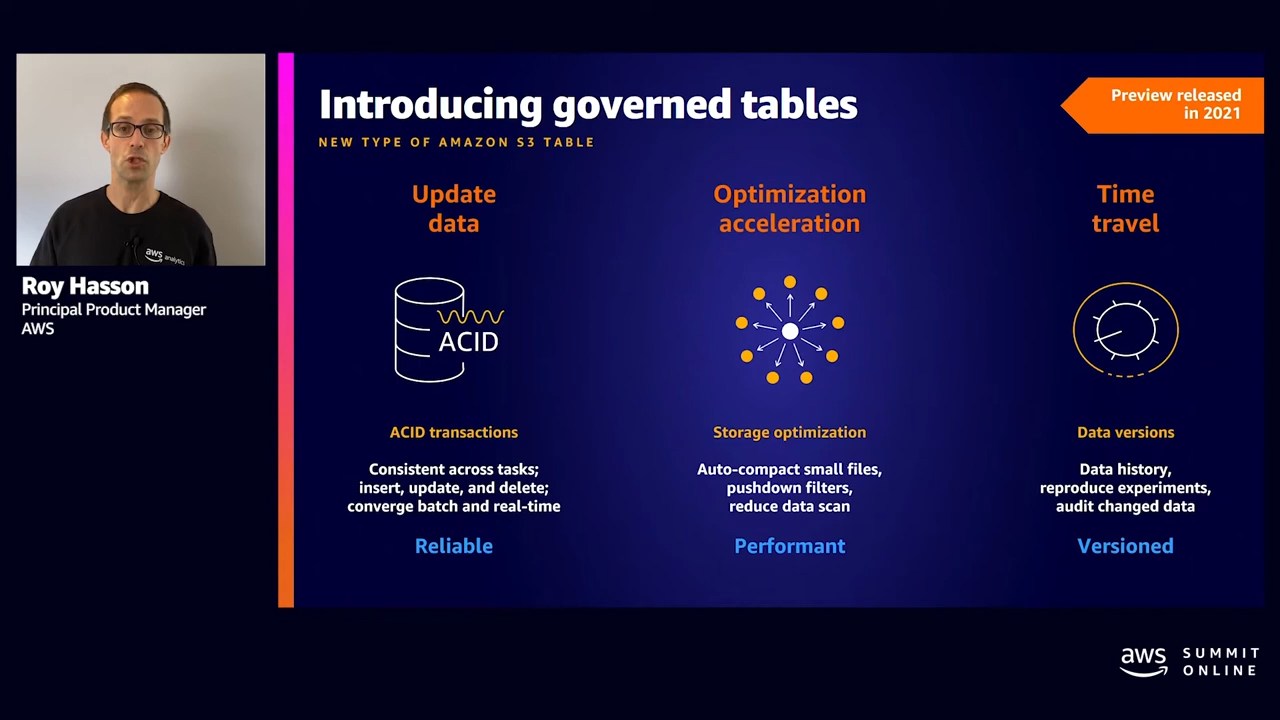 Introducing governed tables
NEW TYPE OF AMAZON S3 TABLE
Preview released
in 2021
aws analytics
Roy Hasson
Principal Product Manager
AWS
Update
data
ACID
ACID transactions
Consistent across tasks;
insert, update, and delete;
converge batch and real-time
Reliable
Optimization
acceleration
Storage optimization
Auto-compact small files,
pushdown filters,
reduce data scan
Performant
Time
travel
Data versions
Data history,
reproduce experiments,
audit changed data
Versioned
aws
SUMMIT
ONLINE